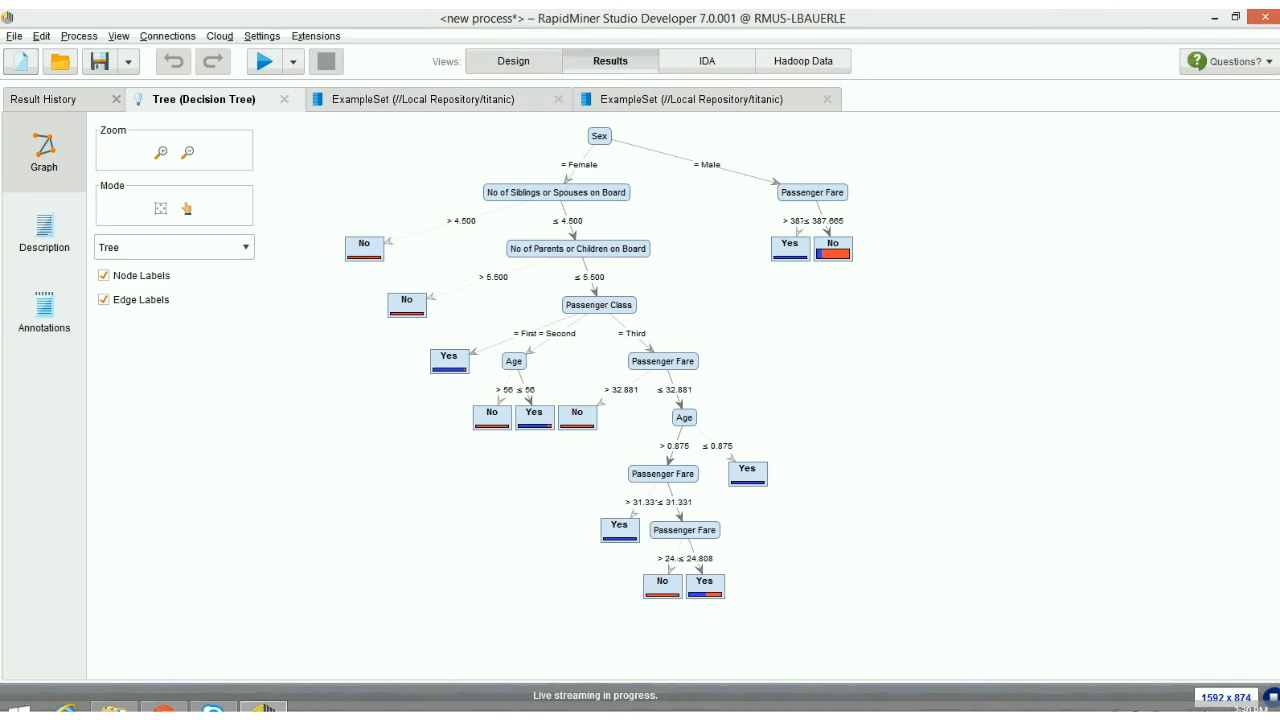 <new process*> – RapidMiner Studio Developer 7.0.001 @ RMUS-LBAUERLE
File Edit Process View Connections Cloud Settings Extensions
Views: Design Results IDA Hadoop Data Questions?
Result History Tree (Decision Tree) ExampleSet (//Local Repository/titanic) ExampleSet (//Local Repository/titanic)
Graph
Description
Annotations
Zoom
Mode
Tree
Node Labels
Edge Labels
Sex
= Female = Male
No of Siblings or Spouses on Board Passenger Fare
> 4.500 ≤ 4.500 > 387 ≤ 387.665
No No of Parents or Children on Board Yes No
> 5.500 ≤ 5.500
No Passenger Class
= First = Second = Third
Yes Age Passenger Fare
> 56 ≤ 56 > 32.881 ≤ 32.881
No Yes No Age
> 0.875 ≤ 0.875
Passenger Fare Yes
> 31.331 ≤ 31.331
Yes Passenger Fare
> 24. ≤ 24.808
No Yes
Live streaming in progress.
1592 x 874